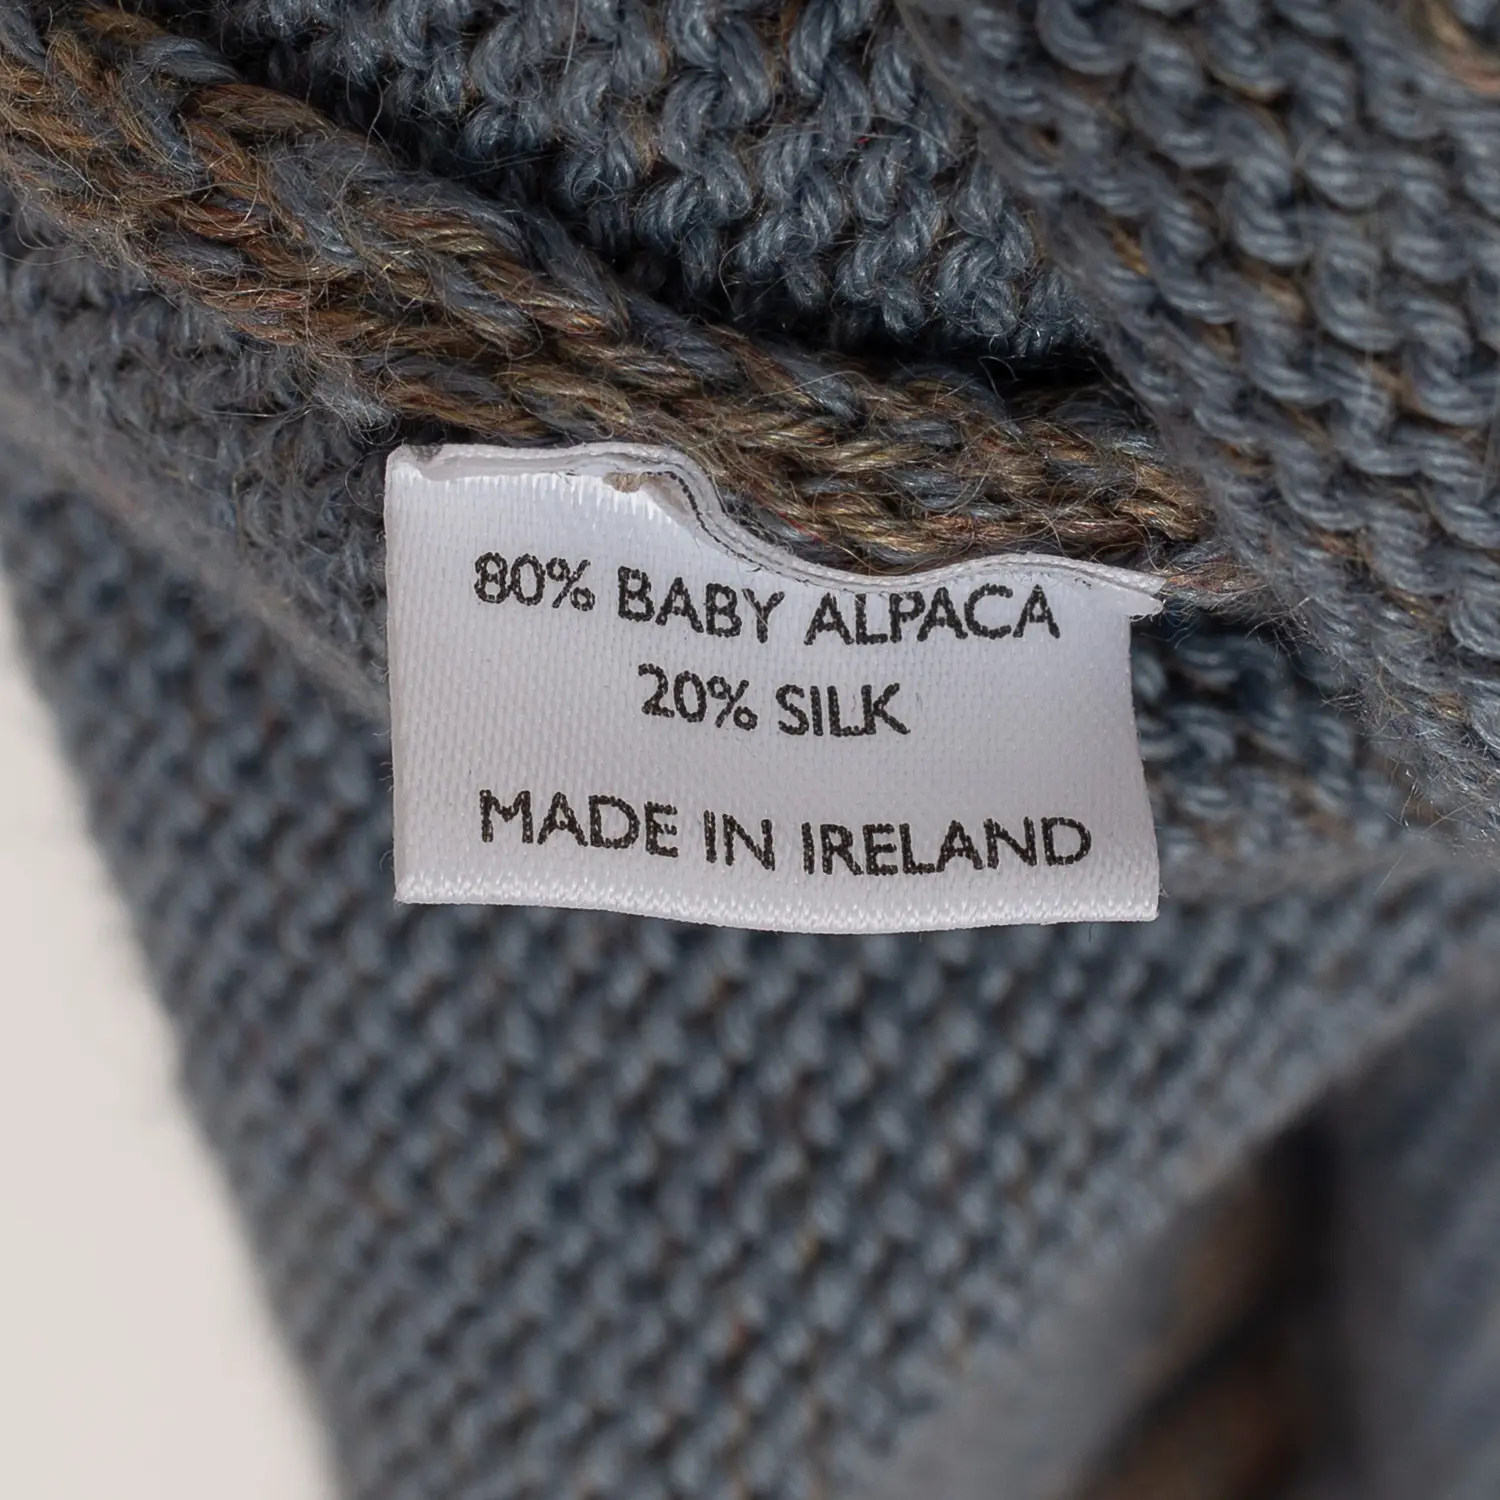 80% BABY ALPACA
20% SILK
MADE IN IRELAND